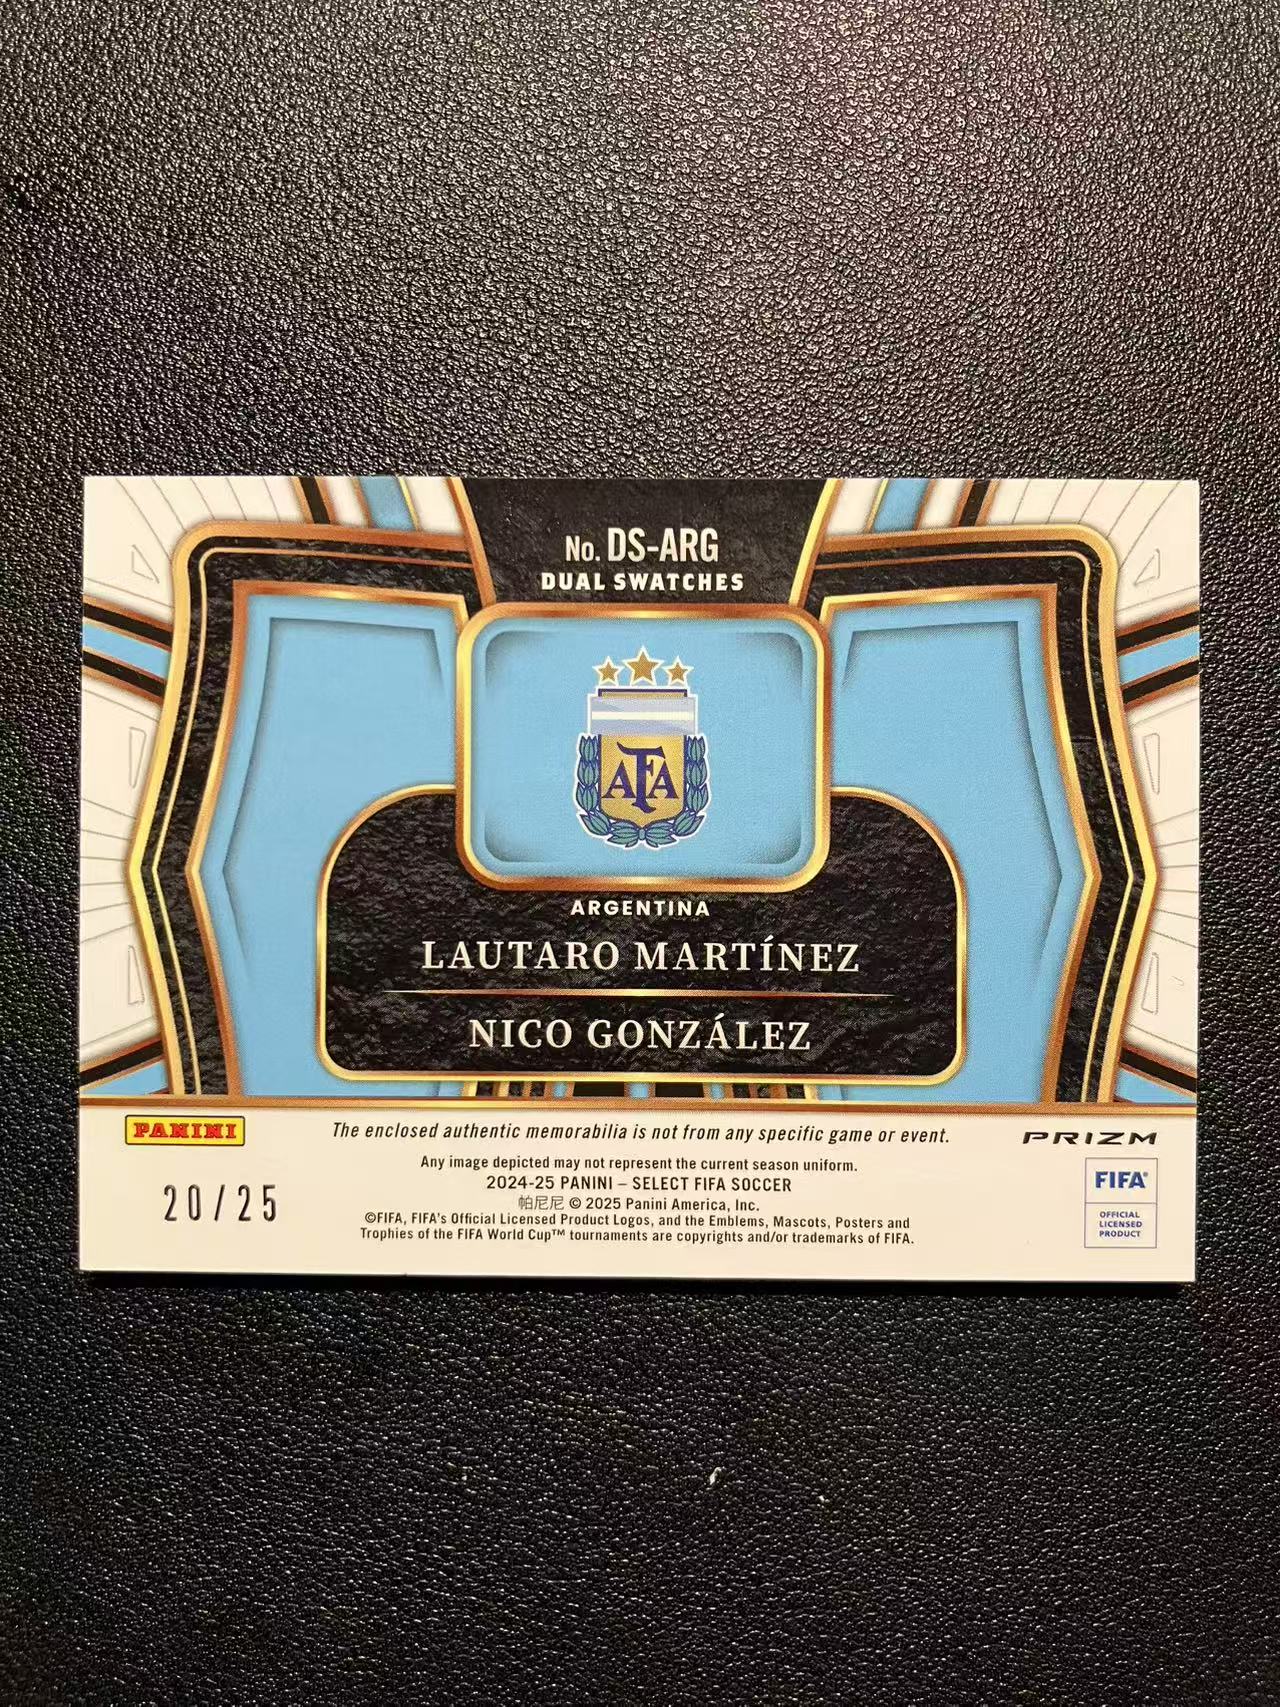 No. DS-ARG
DUAL SWATCHES
AFA
ARGENTINA
LAUTARO MARTÍNEZ
NICO GONZÁLEZ
PANINI
The enclosed authentic memorabilia is not from any specific game or event.
PRIZM
Any image depicted may not represent the current season uniform.
2024-25 PANINI – SELECT FIFA SOCCER
帕尼尼 © 2025 Panini America, Inc.
©FIFA, FIFA's Official Licensed Product Logos, and the Emblems, Mascots, Posters and
Trophies of the FIFA World Cup™ tournaments are copyrights and/or trademarks of FIFA.
20/25
FIFA®
OFFICIAL
LICENSED
PRODUCT